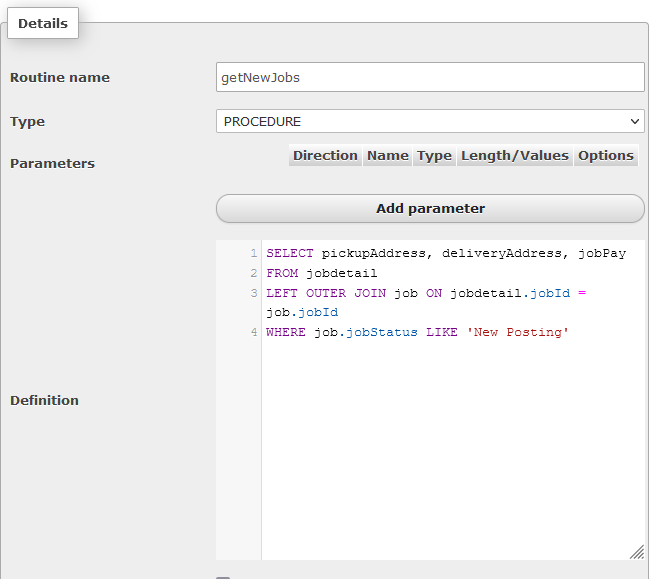 Details
Routine name
getNewJobs
Type
PROCEDURE
Parameters
Direction Name Type Length/Values Options
Add parameter
Definition
1 SELECT pickupAddress, deliveryAddress, jobPay
2 FROM jobdetail
3 LEFT OUTER JOIN job ON jobdetail.jobId =
job.jobId
4 WHERE job.jobStatus LIKE 'New Posting'